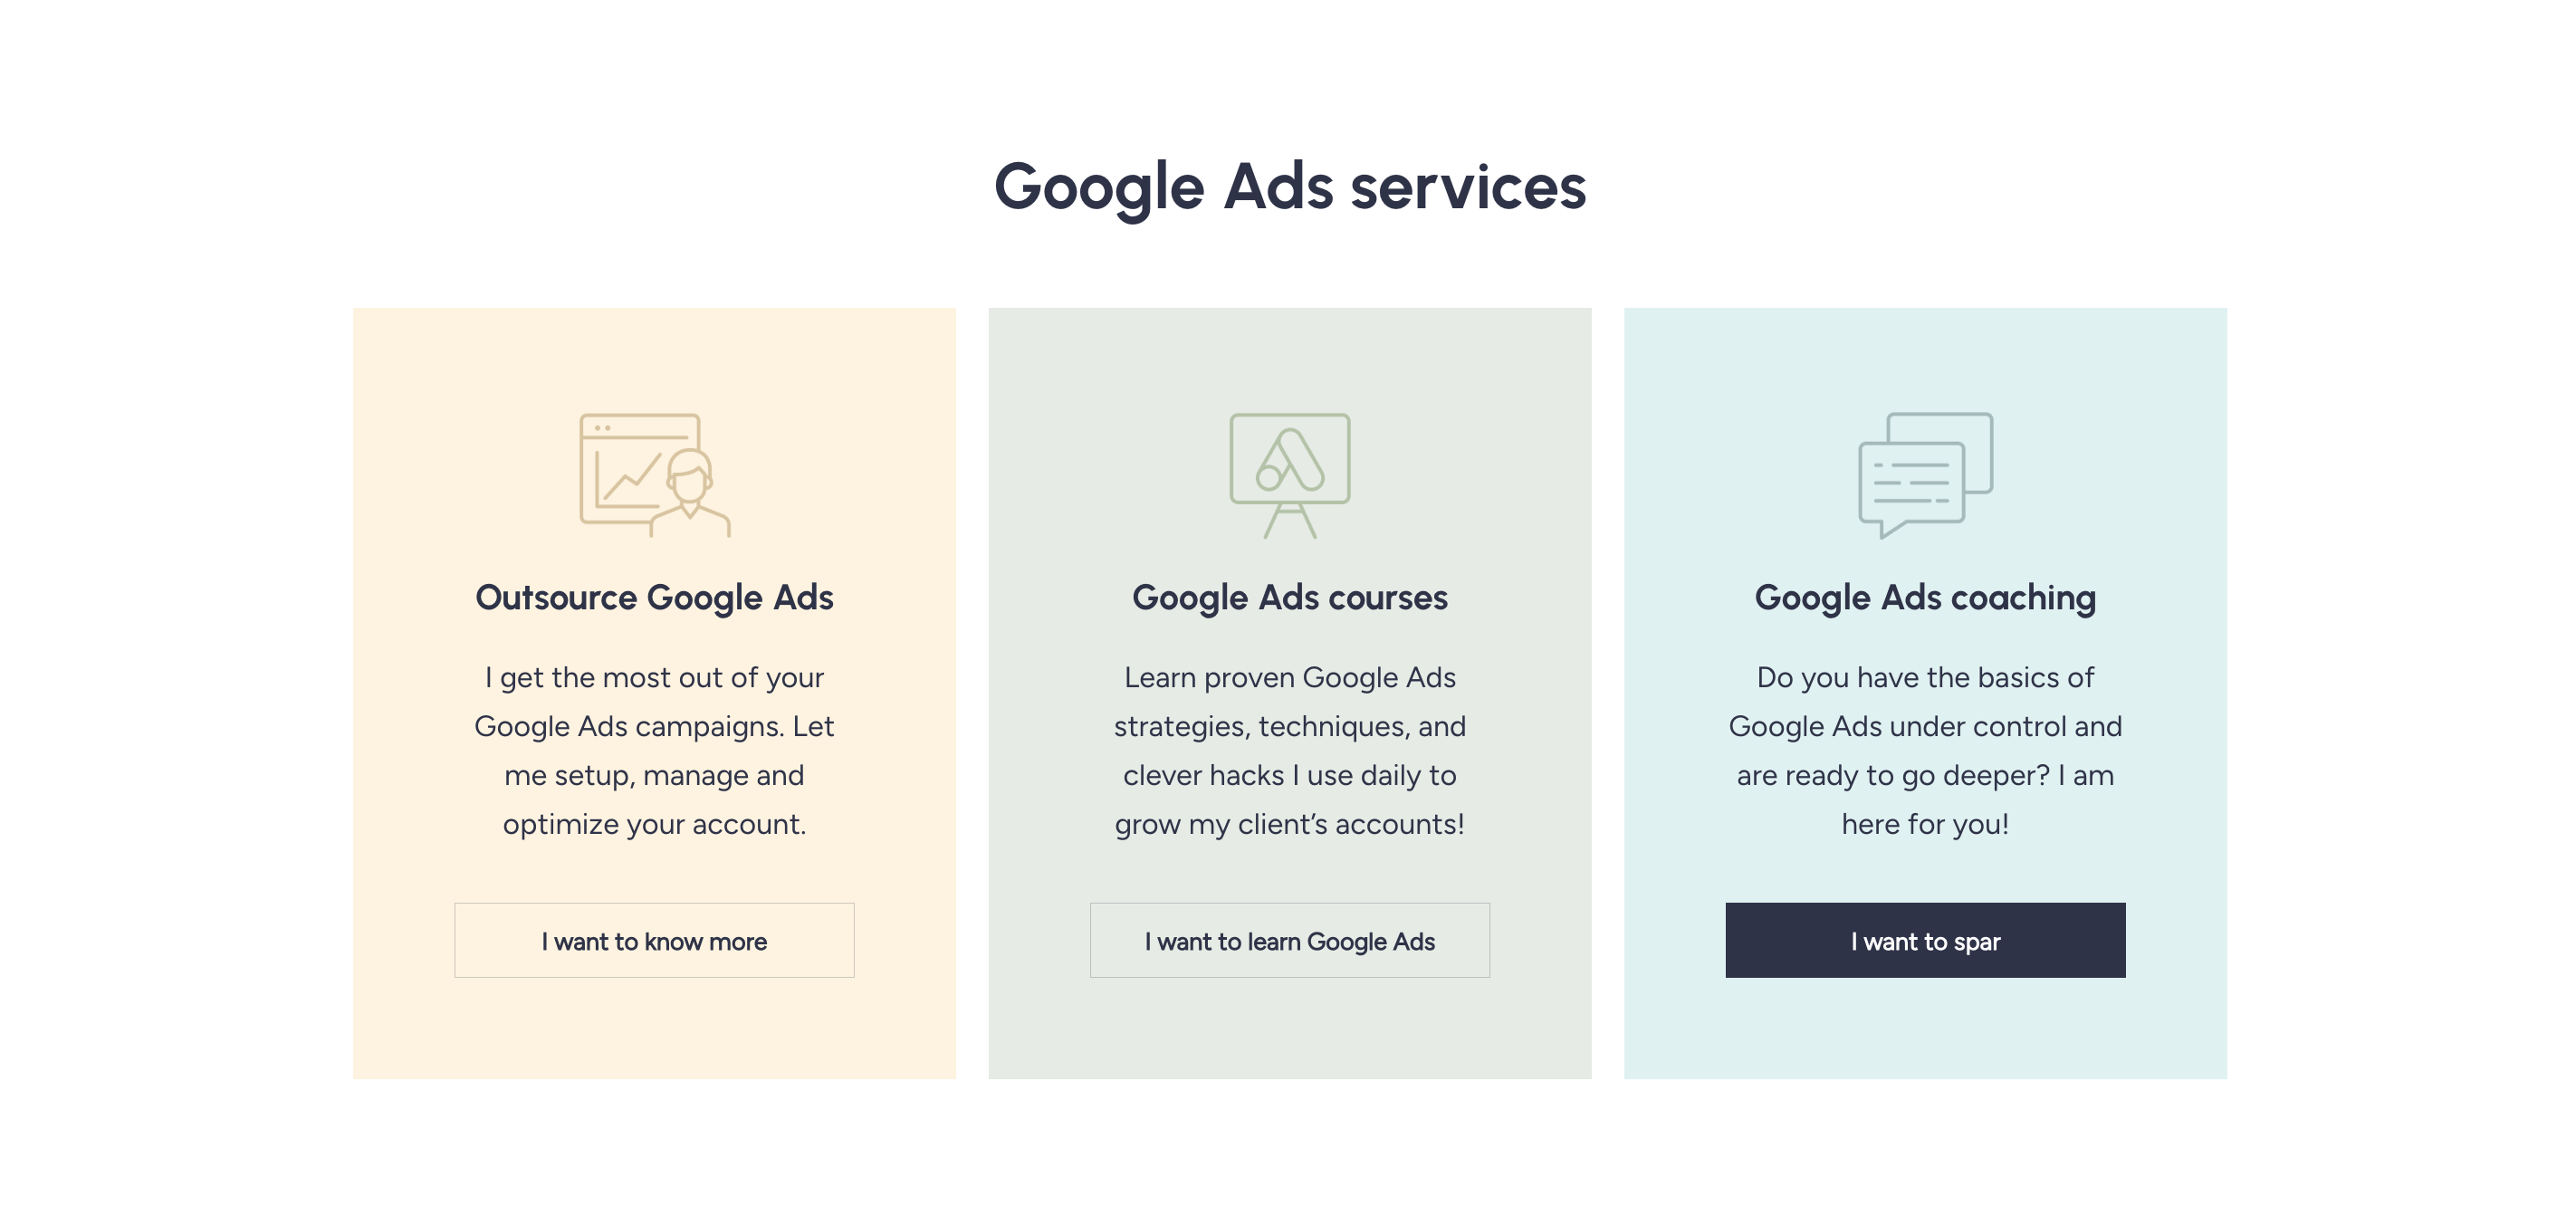 Google Ads services
Outsource Google Ads
I get the most out of your
Google Ads campaigns. Let
me setup, manage and
optimize your account.
I want to know more
Google Ads courses
Learn proven Google Ads
strategies, techniques, and
clever hacks I use daily to
grow my client’s accounts!
I want to learn Google Ads
Google Ads coaching
Do you have the basics of
Google Ads under control and
are ready to go deeper? I am
here for you!
I want to spar